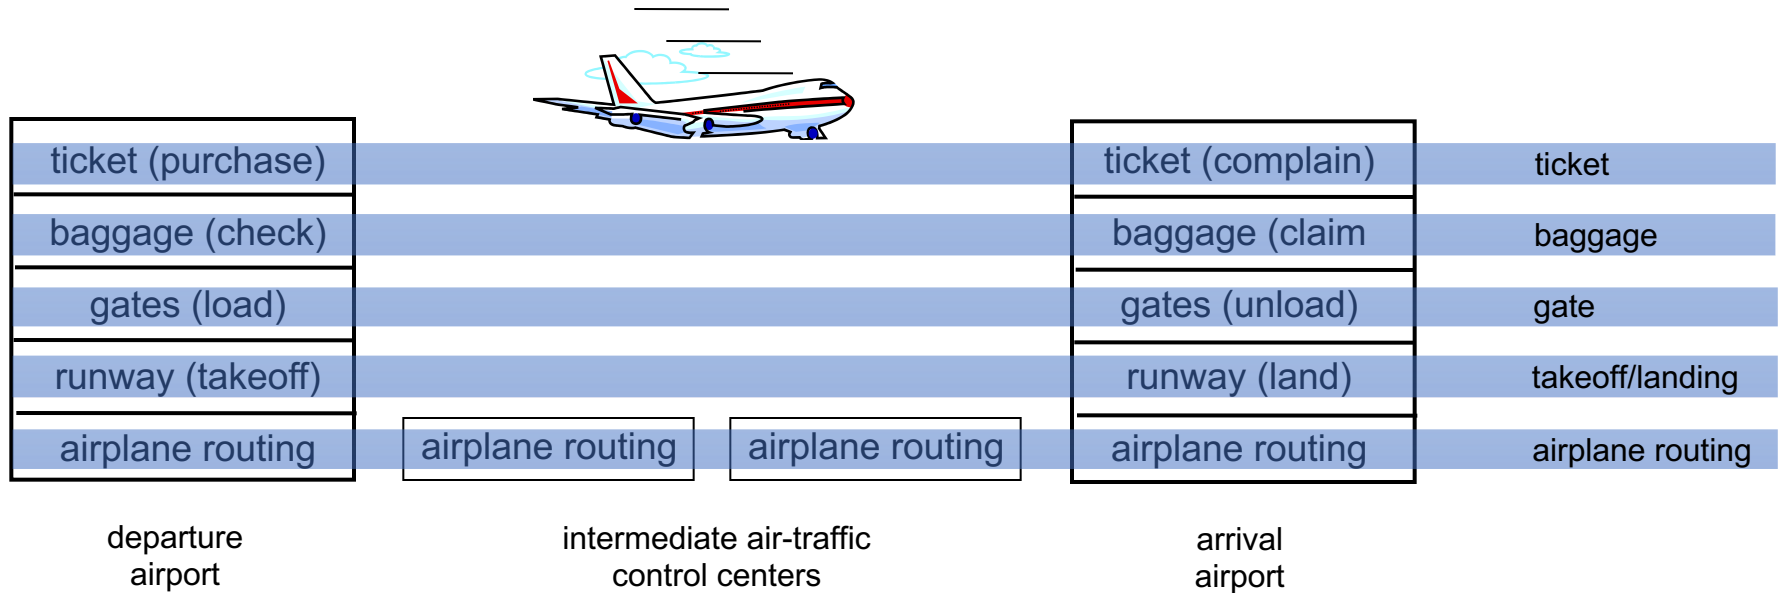 ticket (purchase) ticket (complain) ticket
baggage (check) baggage (claim baggage
gates (load) gates (unload) gate
runway (takeoff) runway (land) takeoff/landing
airplane routing airplane routing airplane routing airplane routing airplane routing
departure
airport
intermediate air-traffic
control centers
arrival
airport